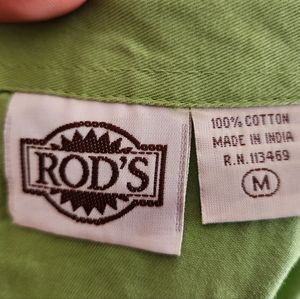 ROD'S
100% COTTON
MADE IN INDIA
R.N. 113469
M